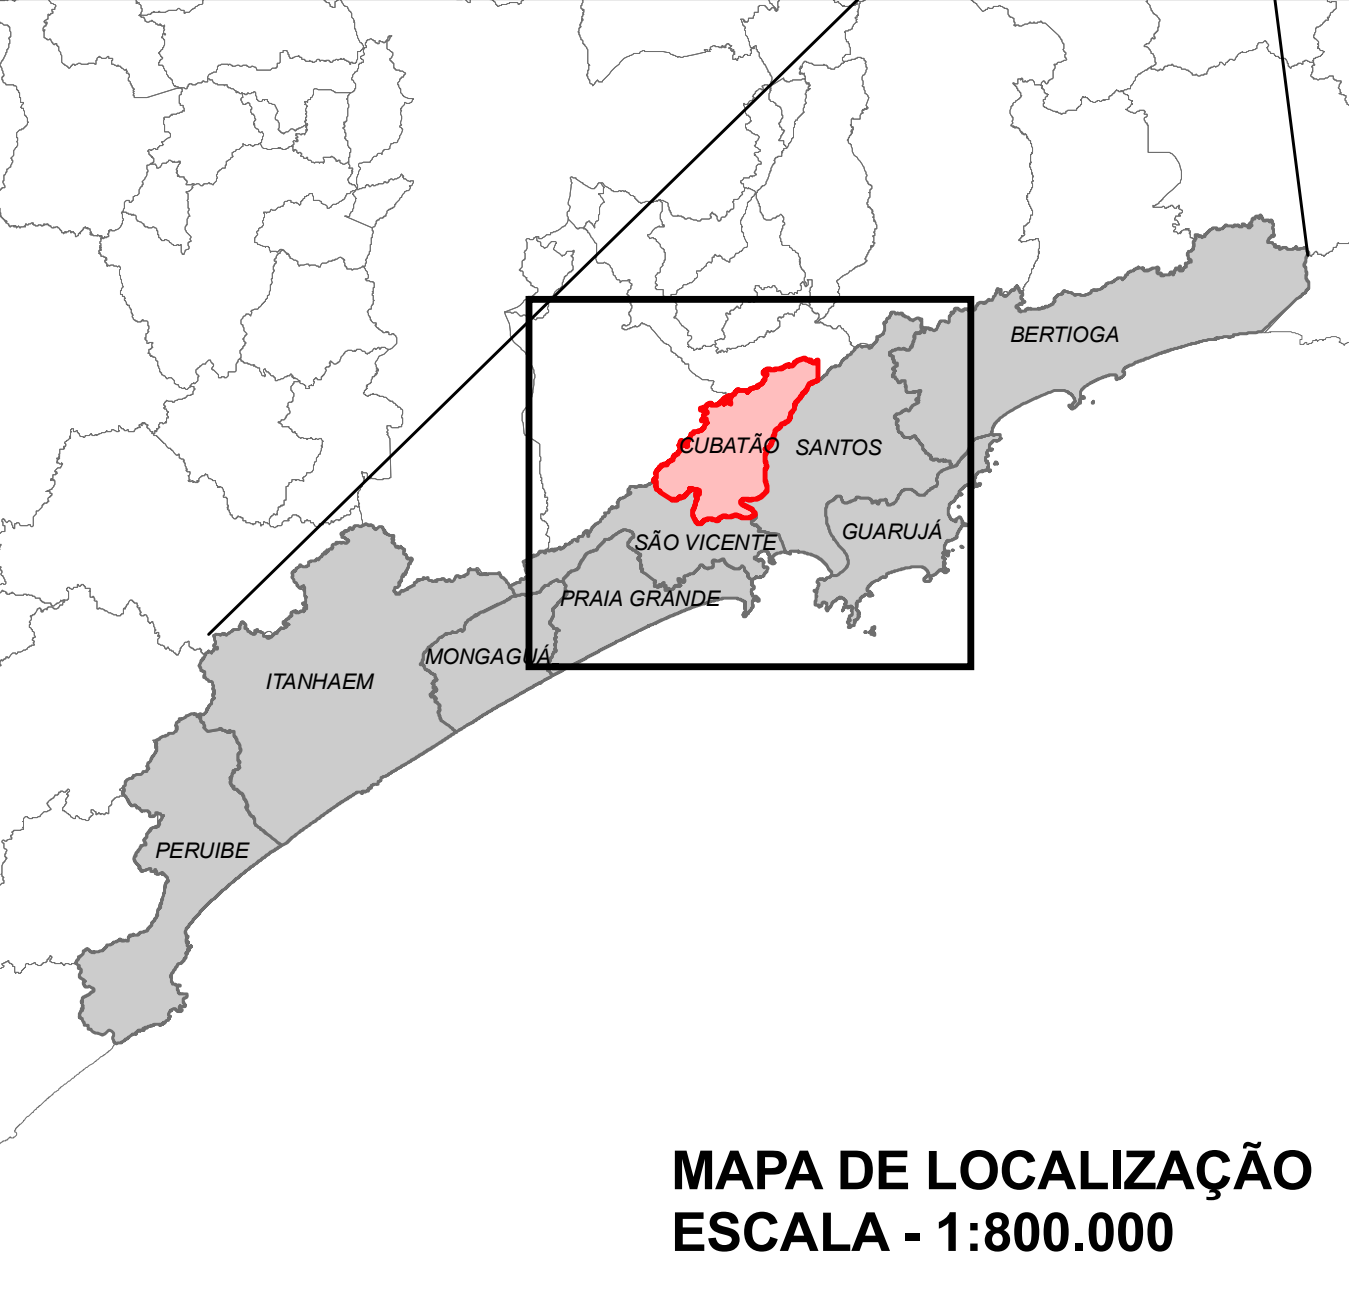 BERTIOGA
CUBATÃO
SANTOS
GUARUJÁ
SÃO VICENTE
PRAIA GRANDE
MONGAGUÁ
ITANHAEM
PERUIBE
MAPA DE LOCALIZAÇÃO
ESCALA - 1:800.000